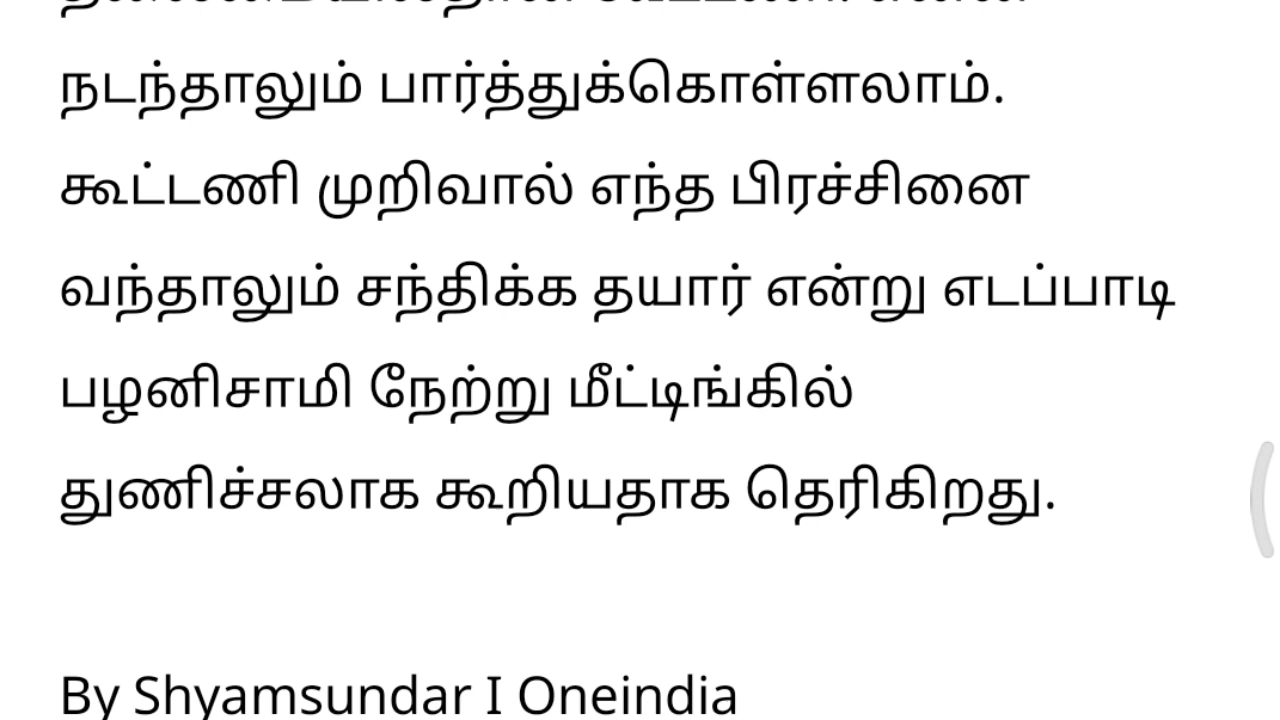 நடந்தாலும் பார்த்துக்கொள்ளலாம்.
கூட்டணி முறிவால் எந்த பிரச்சினை
வந்தாலும் சந்திக்க தயார் என்று எடப்பாடி
பழனிசாமி நேற்று மீட்டிங்கில்
துணிச்சலாக கூறியதாக தெரிகிறது.
By Shyamsundar I Oneindia